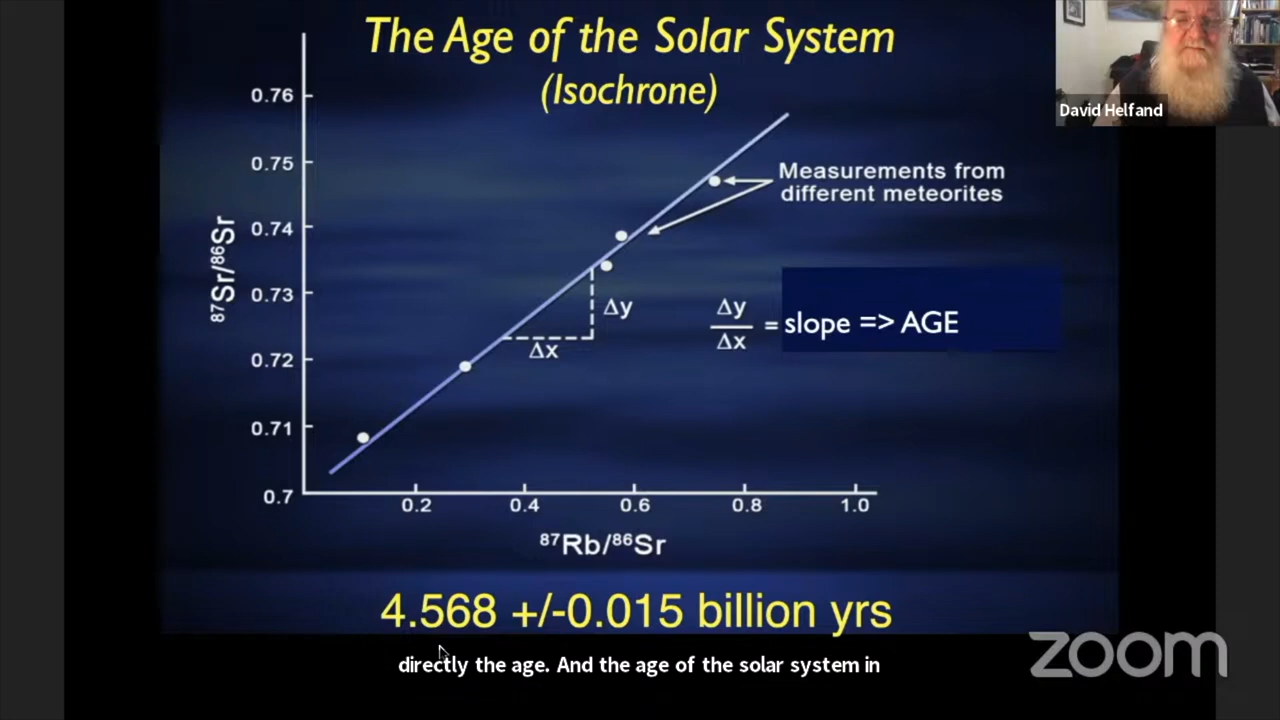 The Age of the Solar System
(Isochrone)
David Helfand
0.76
0.75
0.74
0.73
0.72
0.71
0.7
⁸⁷Sr/⁸⁶Sr
Measurements from
different meteorites
Δy
Δx
Δy
Δx
= slope => AGE
0.2 0.4 0.6 0.8 1.0
⁸⁷Rb/⁸⁶Sr
4.568 +/-0.015 billion yrs
directly the age. And the age of the solar system in
zoom